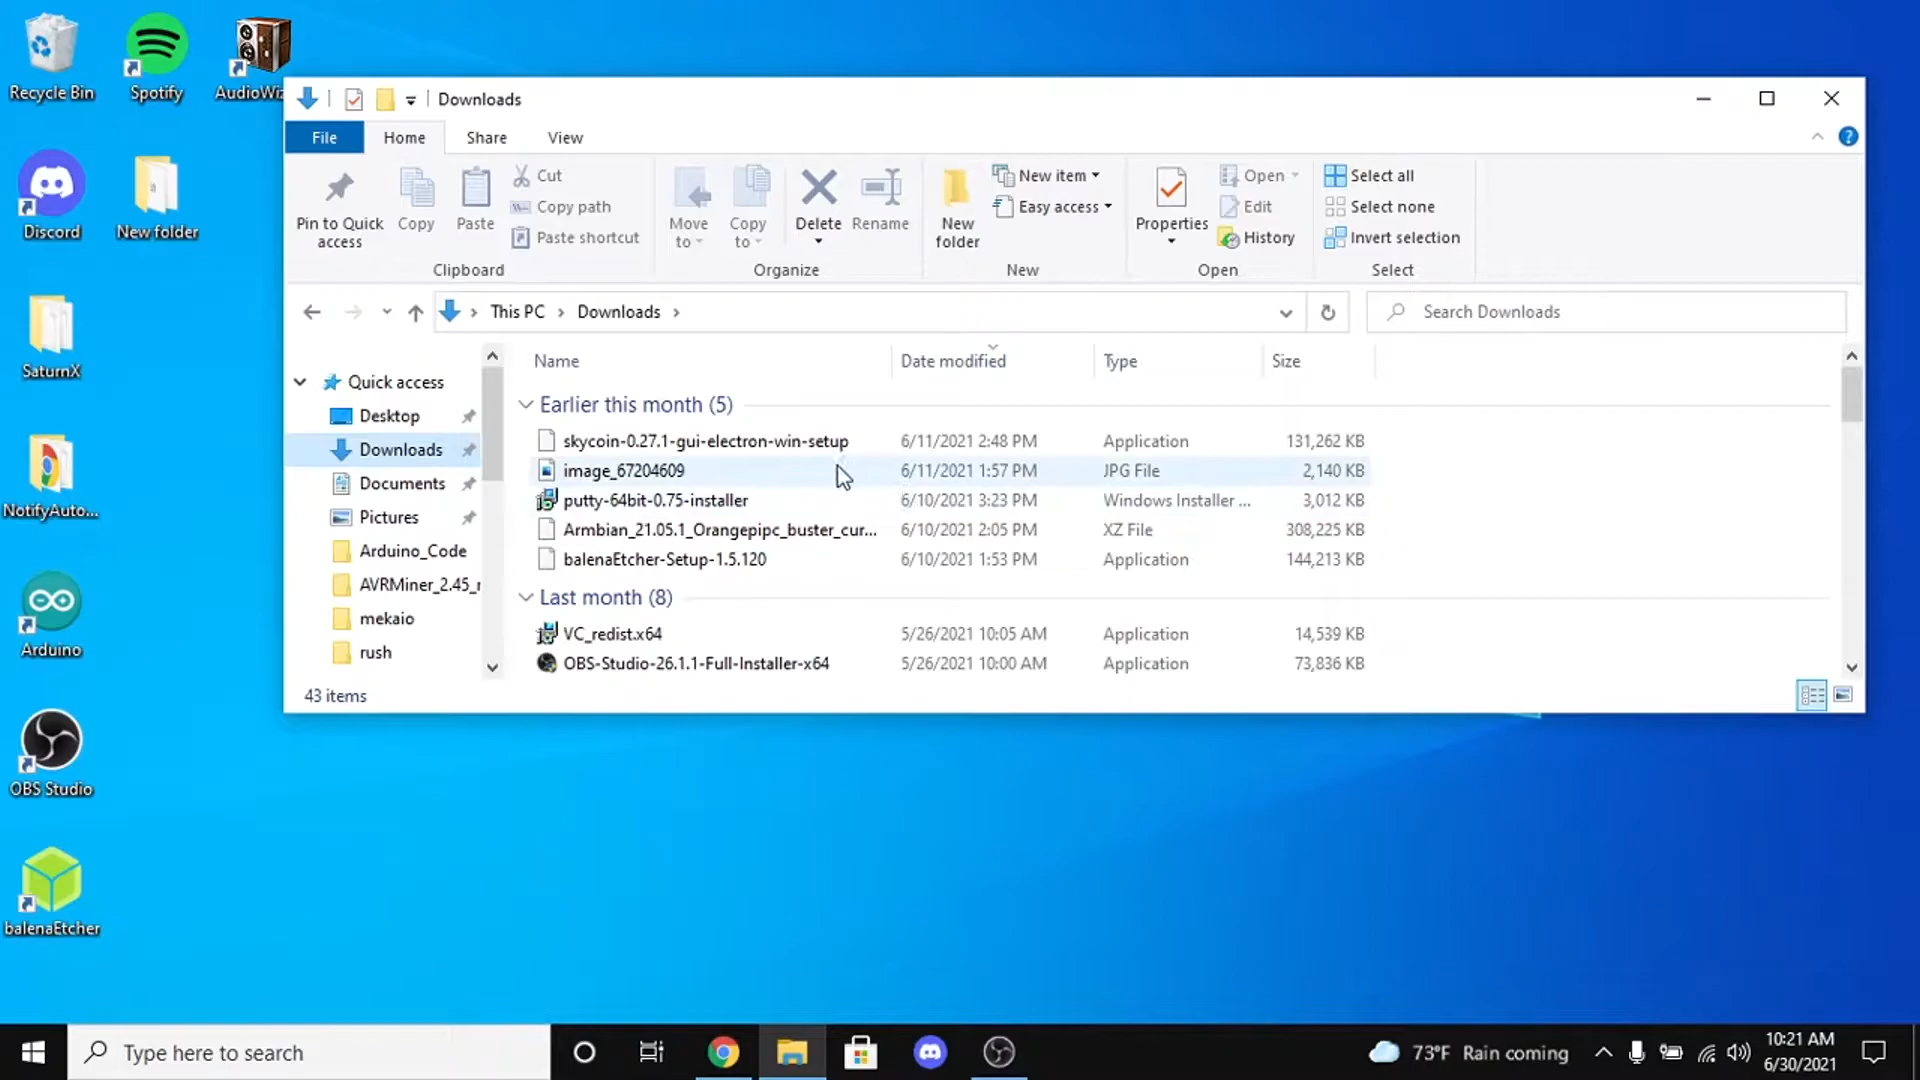 Recycle Bin
Spotify
AudioWiz
Discord
New folder
SaturnX
NotifyAuto...
Arduino
OBS Studio
balenaEtcher
Downloads
File Home Share View
Pin to Quick access
Copy
Paste
Cut
Copy path
Paste shortcut
Clipboard
Move to
Copy to
Delete
Rename
Organize
New folder
New item
Easy access
New
Properties
Open
Edit
History
Open
Select all
Select none
Invert selection
Select
This PC > Downloads >
Search Downloads
Quick access
Desktop
Downloads
Documents
Pictures
Arduino_Code
AVRMiner_2.45_
mekaio
rush
Name Date modified Type Size
Earlier this month (5)
skycoin-0.27.1-gui-electron-win-setup 6/11/2021 2:48 PM Application 131,262 KB
image_67204609 6/11/2021 1:57 PM JPG File 2,140 KB
putty-64bit-0.75-installer 6/10/2021 3:23 PM Windows Installer ... 3,012 KB
Armbian_21.05.1_Orangepipc_buster_cur... 6/10/2021 2:05 PM XZ File 308,225 KB
balenaEtcher-Setup-1.5.120 6/10/2021 1:53 PM Application 144,213 KB
Last month (8)
VC_redist.x64 5/26/2021 10:05 AM Application 14,539 KB
OBS-Studio-26.1.1-Full-Installer-x64 5/26/2021 10:00 AM Application 73,836 KB
43 items
Type here to search
73°F Rain coming
10:21 AM
6/30/2021